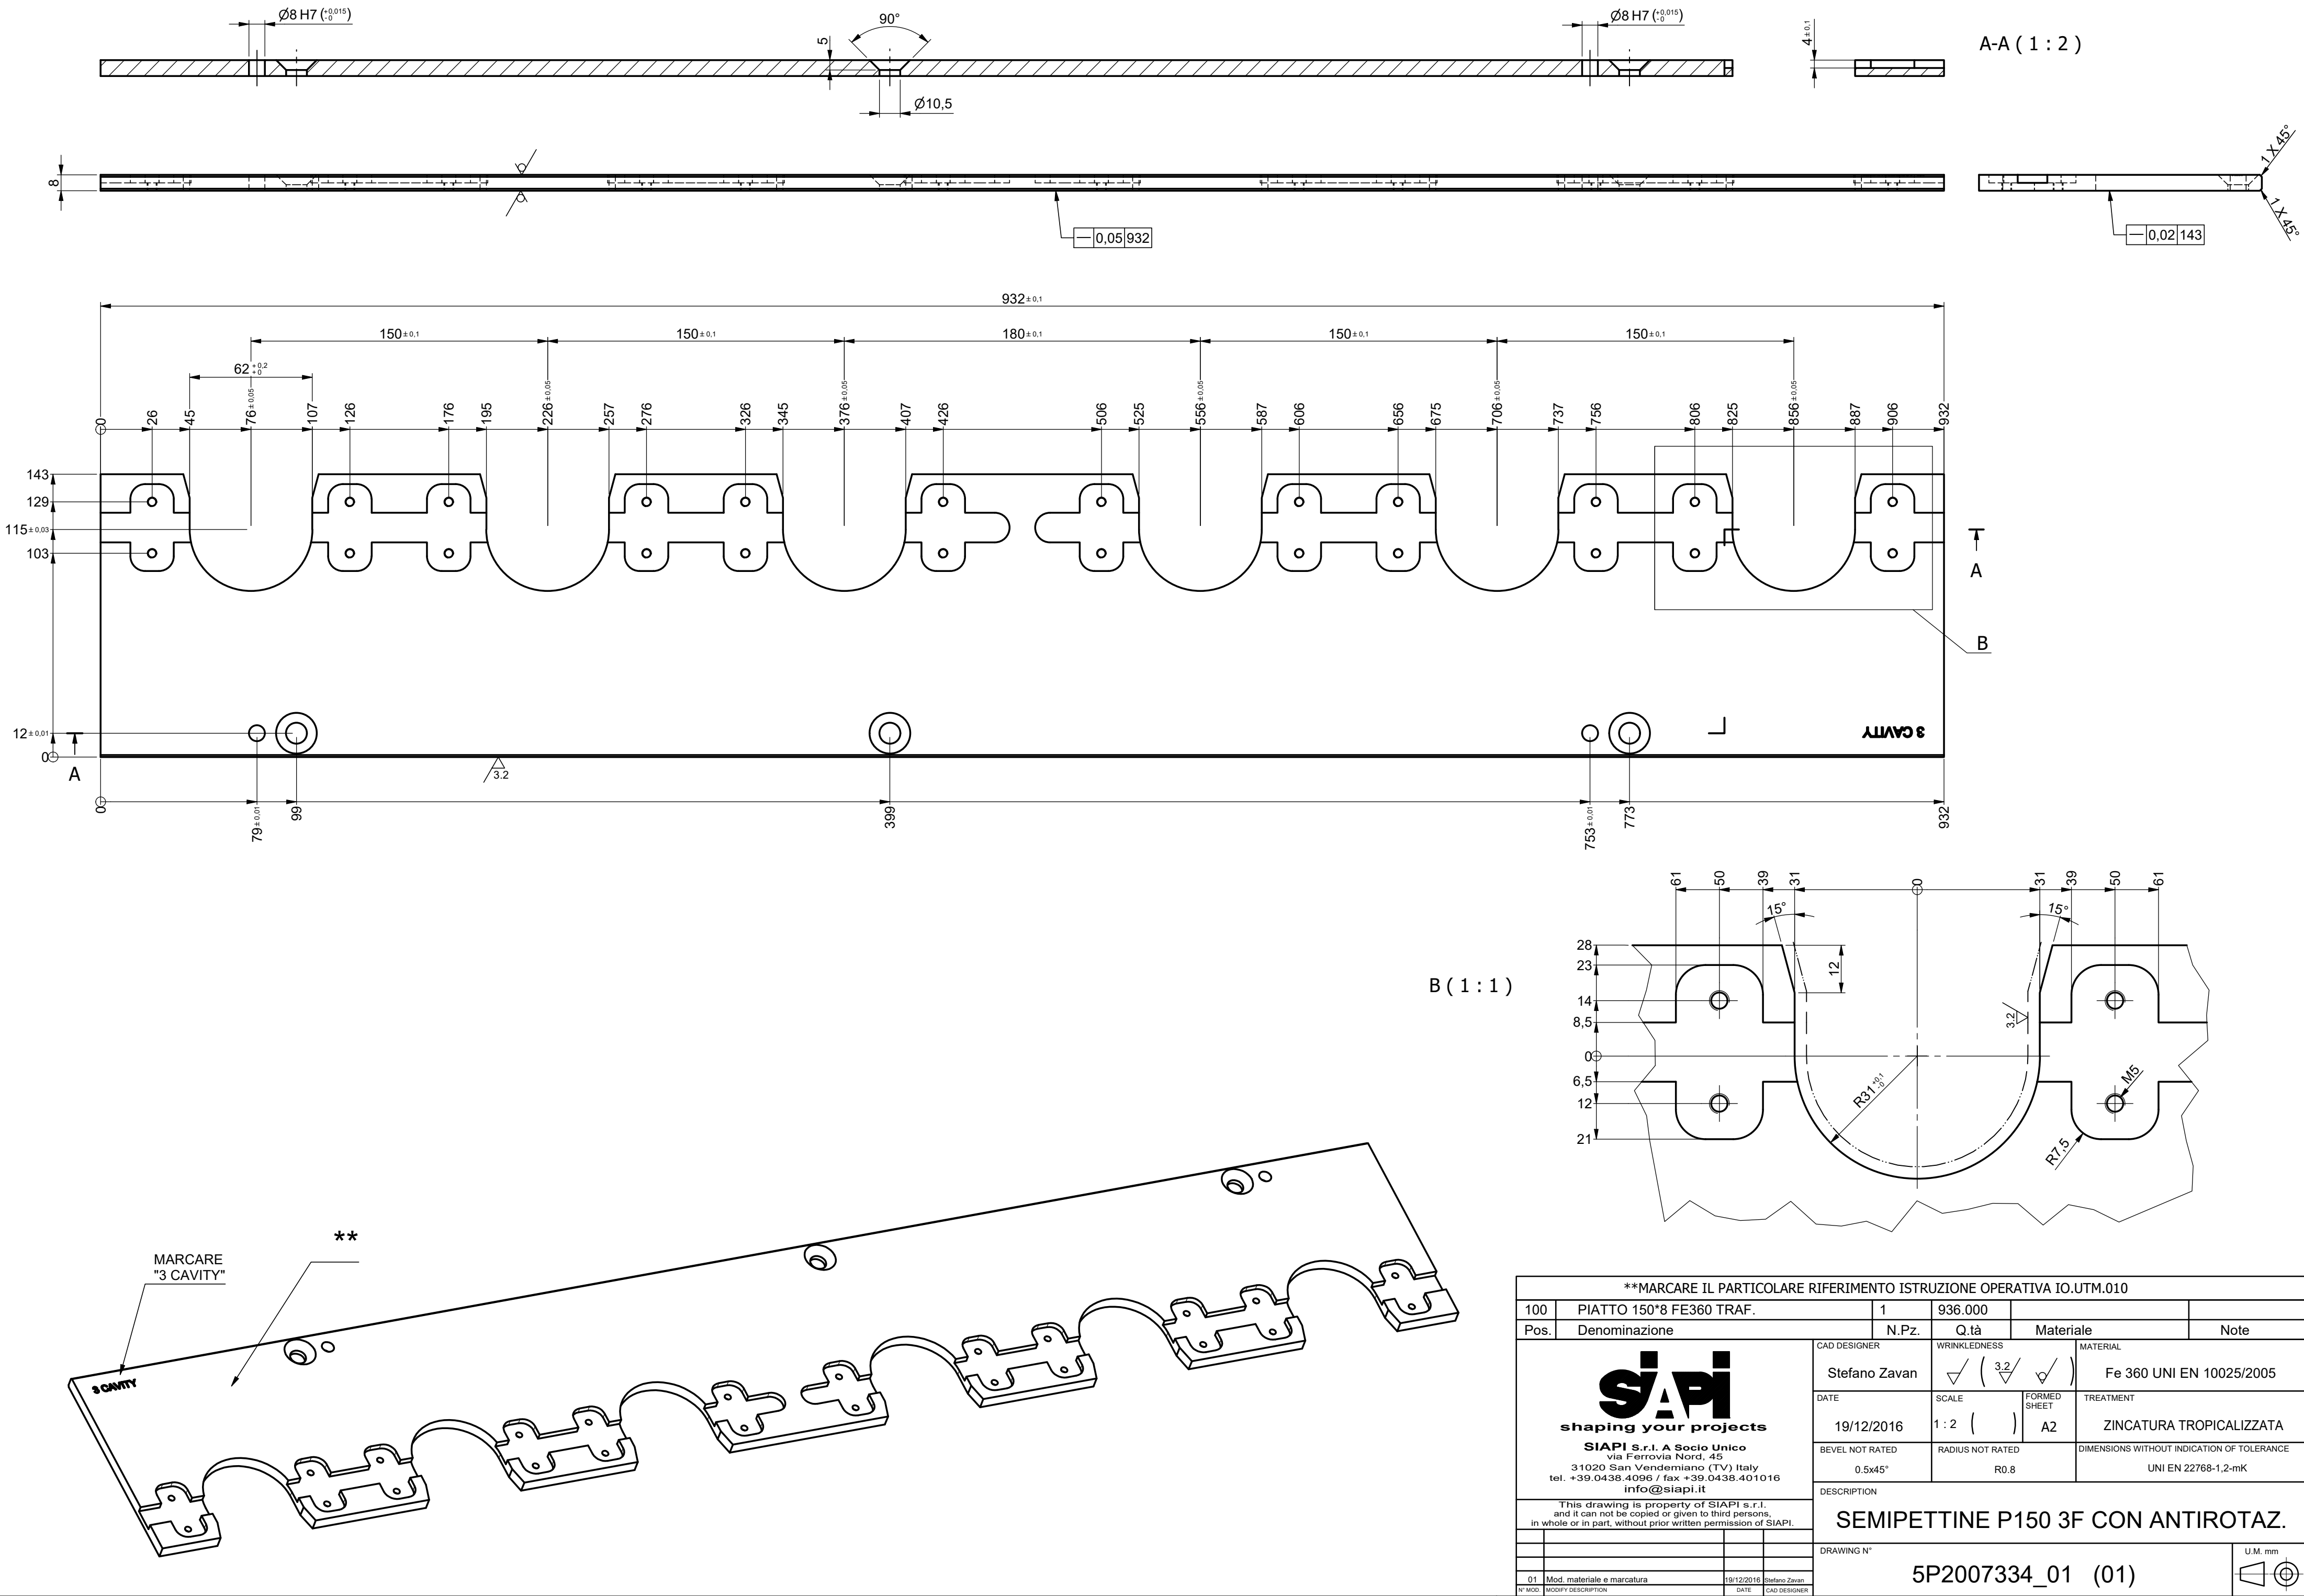 Ø8 H7 (+0,015 -0)
90°
5
Ø10,5
Ø8 H7 (+0,015 -0)
4±0,1
A-A ( 1 : 2 )
8
0,05 932
1 X 45°
1 X 45°
0,02 143
932±0,1
150±0,1 150±0,1 180±0,1 150±0,1 150±0,1
62 +0,2 +0
0 26 45 76±0,05 107 126 176 195 226±0,05 257 276 326 345 376±0,05 407 426 506 525 556±0,05 587 606 656 675 706±0,05 737 756 806 825 856±0,05 887 906 932
143
129
115±0,03
103
12±0,01
0
A
A
B
3 CAVITY
3.2
0 79±0,01 99 399 753±0,01 773 932
B ( 1 : 1 )
61 50 39 31 0 31 39 50 61
15° 15°
28
23
14
8,5
0
6,5
12
21
12
3.2
R31 +0,1 -0
M5
R7,5
MARCARE
"3 CAVITY"
**
3 CAVITY
**MARCARE IL PARTICOLARE RIFERIMENTO ISTRUZIONE OPERATIVA IO.UTM.010
100 PIATTO 150*8 FE360 TRAF. 1 936.000
Pos. Denominazione N.Pz. Q.tà Materiale Note
SIAPI
shaping your projects
SIAPI S.r.l. A Socio Unico
via Ferrovia Nord, 45
31020 San Vendemiano (TV) Italy
tel. +39.0438.4096 / fax +39.0438.401016
info@siapi.it
This drawing is property of SIAPI s.r.l.
and it can not be copied or given to third persons,
in whole or in part, without prior written permission of SIAPI.
CAD DESIGNER
Stefano Zavan
WRINKLEDNESS
( 3.2 )
MATERIAL
Fe 360 UNI EN 10025/2005
DATE
19/12/2016
SCALE
1 : 2 ( )
FORMED
SHEET
A2
TREATMENT
ZINCATURA TROPICALIZZATA
BEVEL NOT RATED
0.5x45°
RADIUS NOT RATED
R0.8
DIMENSIONS WITHOUT INDICATION OF TOLERANCE
UNI EN 22768-1,2-mK
DESCRIPTION
SEMIPETTINE P150 3F CON ANTIROTAZ.
DRAWING N°
5P2007334_01 (01)
U.M. mm
01 Mod. materiale e marcatura 19/12/2016 Stefano Zavan
N° MOD. MODIFY DESCRIPTION DATE CAD DESIGNER